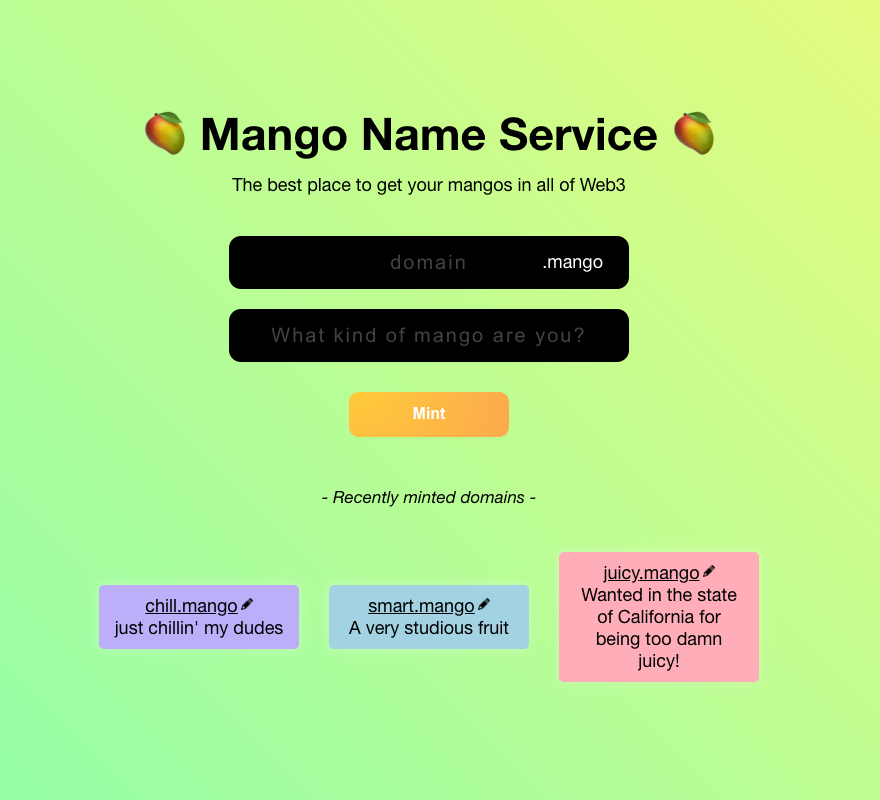 Mango Name Service
The best place to get your mangos in all of Web3
domain .mango
What kind of mango are you?
Mint
- Recently minted domains -
chill.mango
just chillin' my dudes
smart.mango
A very studious fruit
juicy.mango
Wanted in the state
of California for
being too damn
juicy!